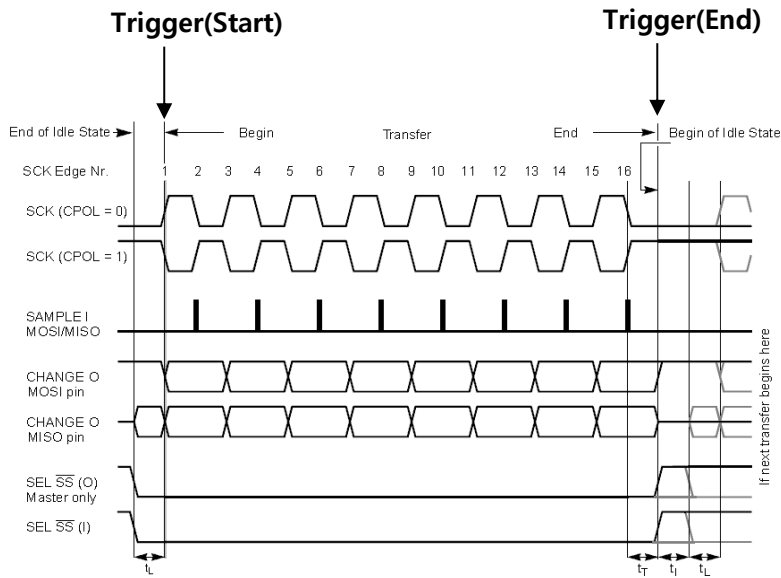 Trigger(Start)
Trigger(End)
End of Idle State
Begin
Transfer
End
Begin of Idle State
SCK Edge Nr.
1 2 3 4 5 6 7 8 9 10 11 12 13 14 15 16
SCK (CPOL = 0)
SCK (CPOL = 1)
SAMPLE I
MOSI/MISO
CHANGE O
MOSI pin
CHANGE O
MISO pin
SEL SS (O)
Master only
SEL SS (I)
tL
tT
tI
tL
If next transfer begins here